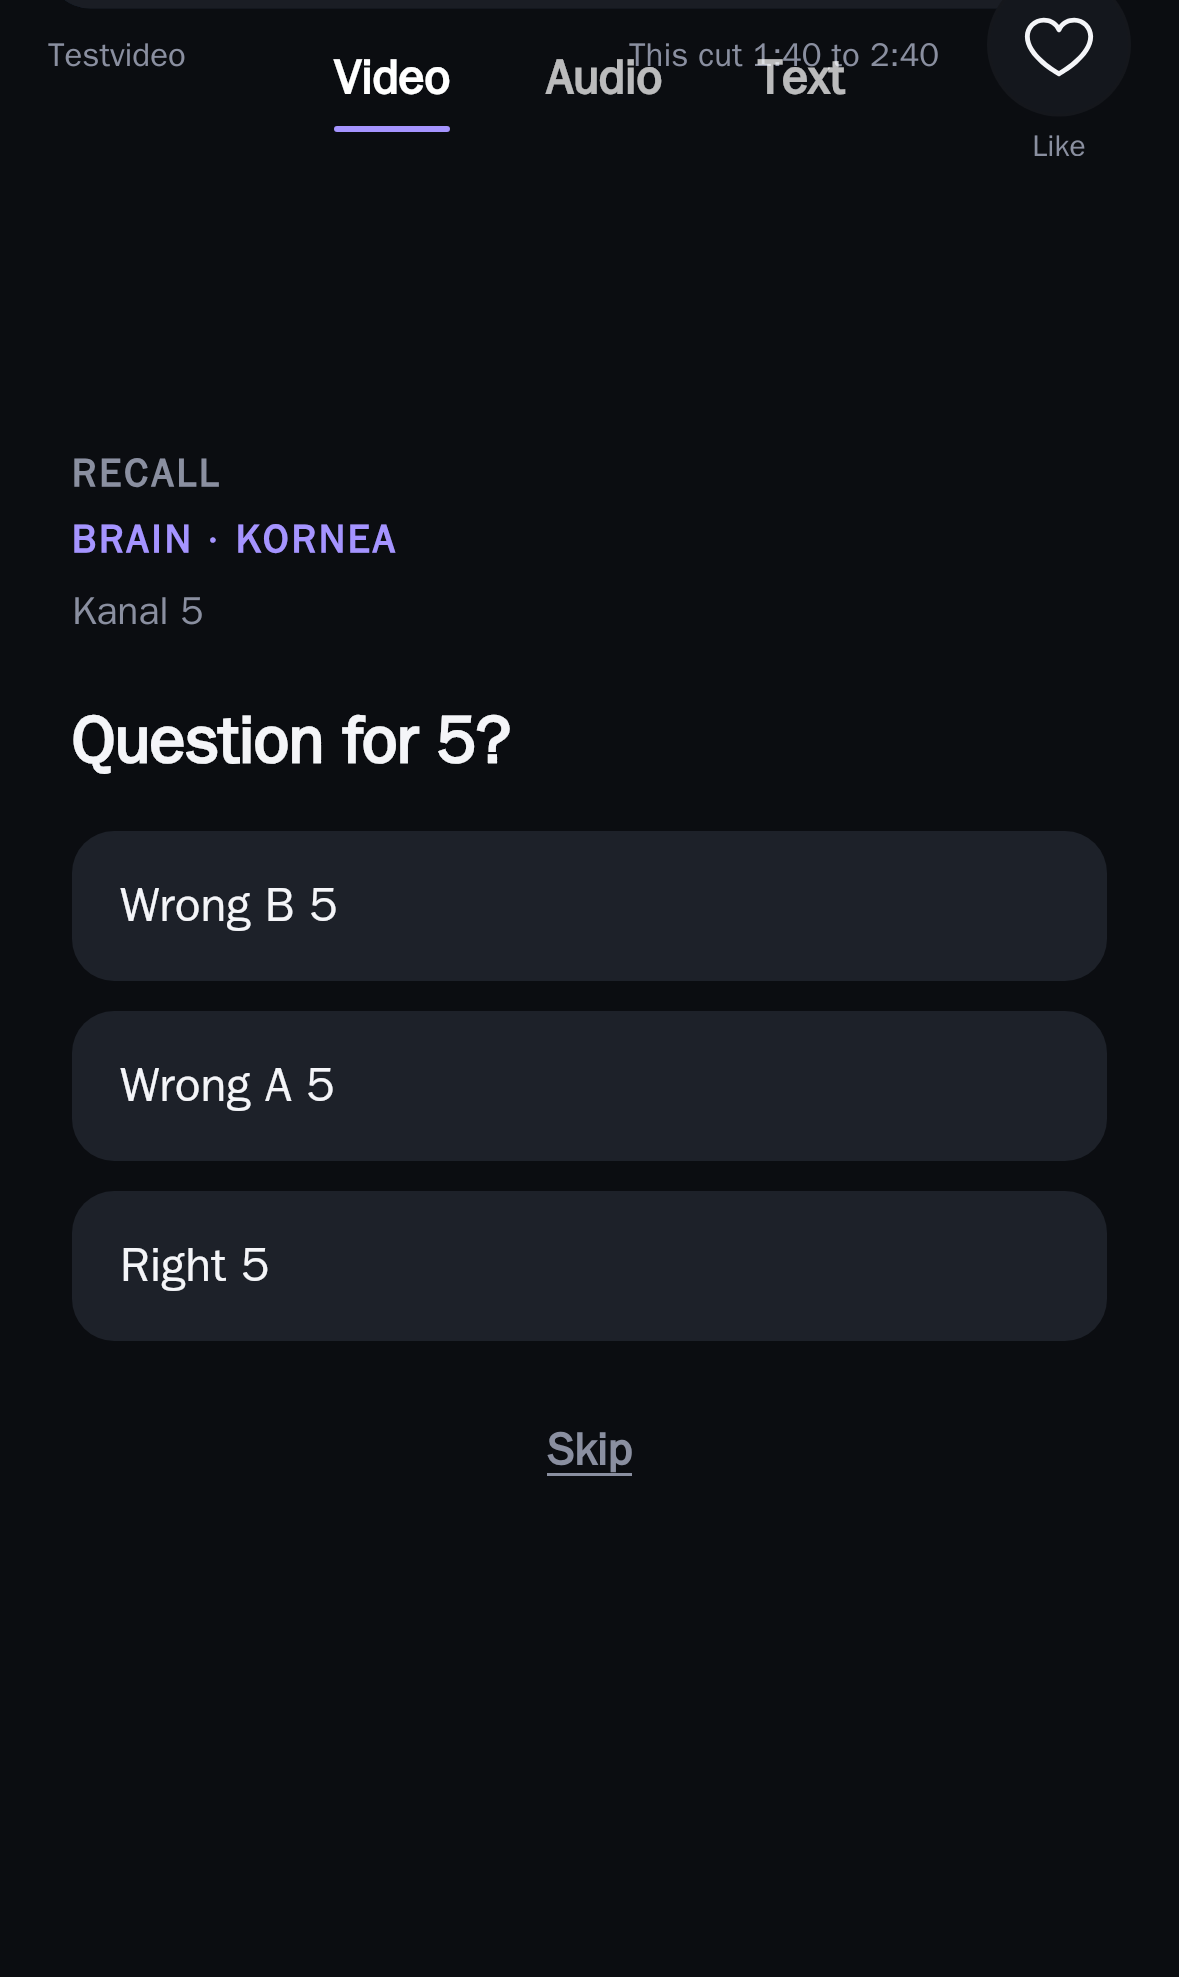 Testvideo
This cut 1:40 to 2:40
Video Audio Text
Like
RECALL
BRAIN · KORNEA
Kanal 5
Question for 5?
Wrong B 5
Wrong A 5
Right 5
Skip